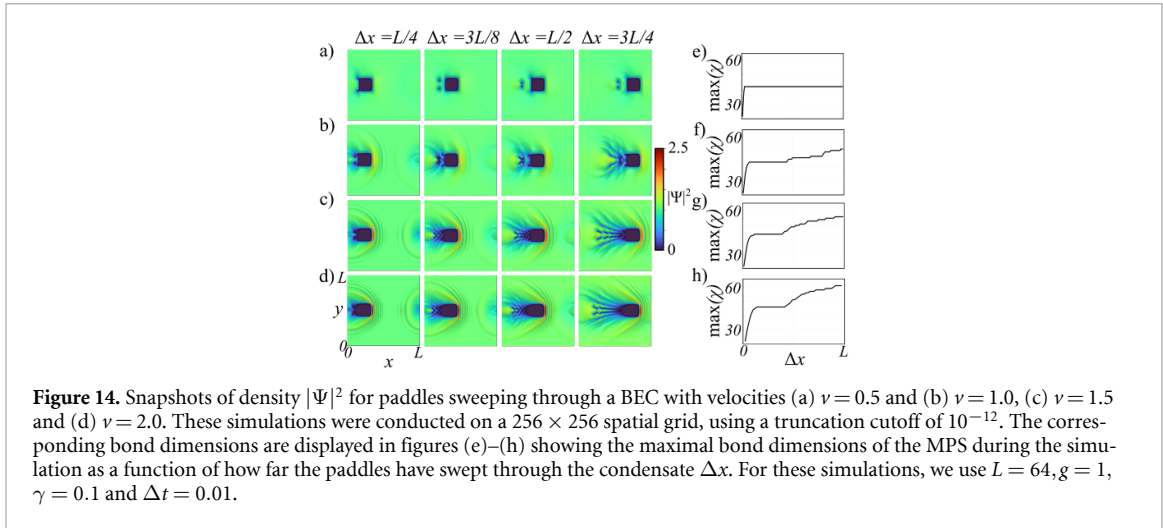 Δx =L/4 Δx =3L/8 Δx =L/2 Δx =3L/4
a)
b)
c)
d)
L
y
0
0
x
L
2.5
|Ψ|²
0
e)
60
max(χ)
30
f)
60
max(χ)
30
g)
60
max(χ)
30
h)
60
max(χ)
30
0
Δx
L
Figure 14. Snapshots of density |Ψ|² for paddles sweeping through a BEC with velocities (a) ν = 0.5 and (b) ν = 1.0, (c) ν = 1.5
and (d) ν = 2.0. These simulations were conducted on a 256 × 256 spatial grid, using a truncation cutoff of 10⁻¹². The corres-
ponding bond dimensions are displayed in figures (e)–(h) showing the maximal bond dimensions of the MPS during the simu-
lation as a function of how far the paddles have swept through the condensate Δx. For these simulations, we use L = 64, g = 1,
γ = 0.1 and Δt = 0.01.